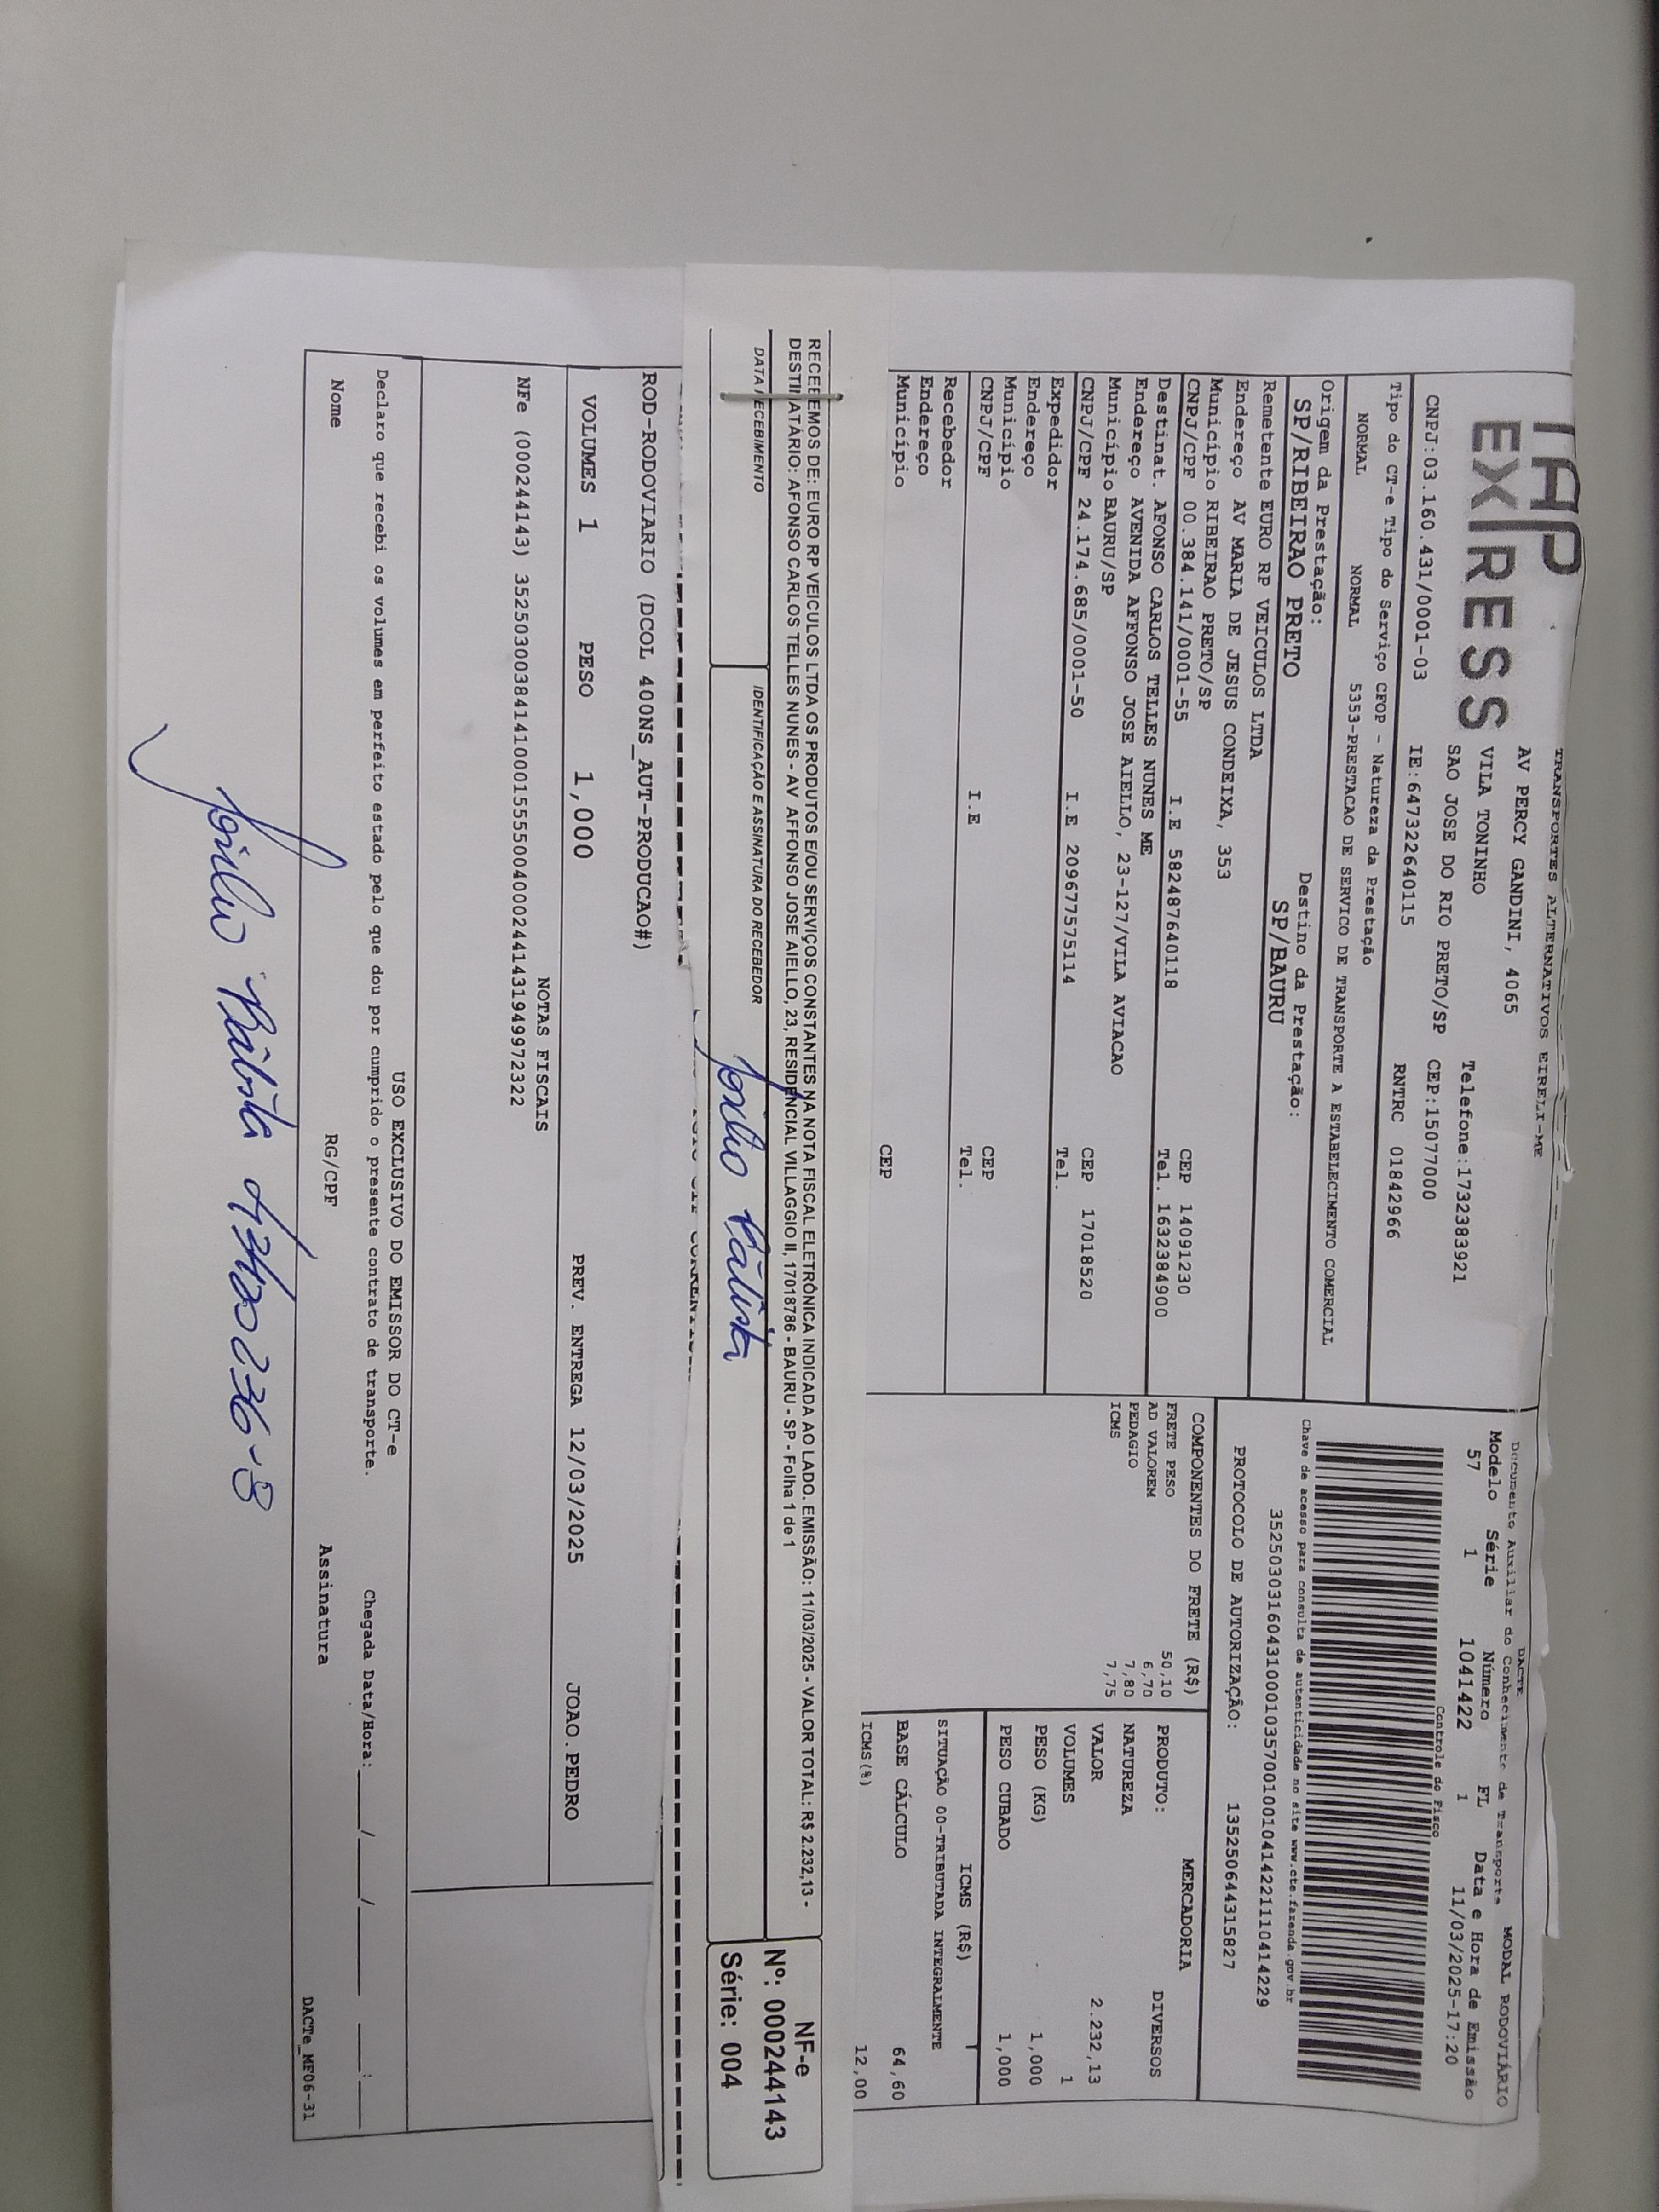 TAP
EXPRESS
TRANSPORTES ALTERNATIVOS EIRELI-ME
AV PERCY GANDINI, 4065
VILA TONINHO Telefone:1732383921
SAO JOSE DO RIO PRETO/SP CEP:15077000
CNPJ:03.160.431/0001-03 IE:647322640115 RNTRC 01842966
Tipo do CT-e Tipo do Serviço CFOP - Natureza da Prestação
NORMAL NORMAL 5353-PRESTACAO DE SERVICO DE TRANSPORTE A ESTABELECIMENTO COMERCIAL
Origem da Prestação: Destino da Prestação:
SP/RIBEIRAO PRETO SP/BAURU
Remetente EURO RP VEICULOS LTDA
Endereço AV MARIA DE JESUS CONDEIXA, 353
Município RIBEIRAO PRETO/SP CEP 14091230
CNPJ/CPF 00.384.141/0001-55 I.E 582487640118 Tel. 1632384900
Destinat. AFONSO CARLOS TELLES NUNES ME
Endereço AVENIDA AFFONSO JOSE AIELLO, 23-127/VILA AVIACAO
Município BAURU/SP CEP 17018520
CNPJ/CPF 24.174.685/0001-50 I.E 209677575114 Tel.
Expedidor
Endereço
Município CEP
CNPJ/CPF I.E Tel.
Recebedor
Endereço
Município CEP
DACTE
Documento Auxiliar do Conhecimento de Transporte MODAL RODOVIÁRIO
Modelo Série Número FL Data e Hora de Emissão
57 1 1041422 1 11/03/2025-17:20
Controle do Fisco
Chave de acesso para consulta de autenticidade no site www.cte.fazenda.gov.br
35250303160431000103570010010414221110414229
PROTOCOLO DE AUTORIZAÇÃO: 135250644315827
COMPONENTES DO FRETE (R$)
FRETE PESO 50,10
AD VALOREM 6,70
PEDAGIO 7,80
ICMS 7,75
MERCADORIA
PRODUTO: DIVERSOS
NATUREZA
VALOR 2.232,13
VOLUMES 1
PESO (KG) 1,000
PESO CUBADO 1,000
ICMS (R$)
SITUAÇÃO 00-TRIBUTADA INTEGRALMENTE
BASE CÁLCULO 64,60
ICMS(%) 12,00
RECEBEMOS DE: EURO RP VEICULOS LTDA OS PRODUTOS E/OU SERVIÇOS CONSTANTES NA NOTA FISCAL ELETRÔNICA INDICADA AO LADO. EMISSÃO: 11/03/2025 - VALOR TOTAL: R$ 2.232,13 -
DESTINATÁRIO: AFONSO CARLOS TELLES NUNES - AV AFFONSO JOSE AIELLO, 23, RESIDENCIAL VILLAGGIO II, 17018786 - BAURU - SP - Folha 1 de 1
DATA RECEBIMENTO IDENTIFICAÇÃO E ASSINATURA DO RECEBEDOR
NF-e
Nº: 000244143
Série: 004
ROD-RODOVIARIO (DCOL 400NS_AUT-PRODUCAO#)
VOLUMES 1 PESO 1,000 PREV. ENTREGA 12/03/2025 JOAO.PEDRO
NOTAS FISCAIS
NFe (000244143) 35250300384141000155550040002441431949972322
USO EXCLUSIVO DO EMISSOR DO CT-e
Declaro que recebi os volumes em perfeito estado pelo que dou por cumprido o presente contrato de transporte. Chegada Data/Hora: ____/____/____ ____:____
Nome RG/CPF Assinatura
DACTe_MF06-31